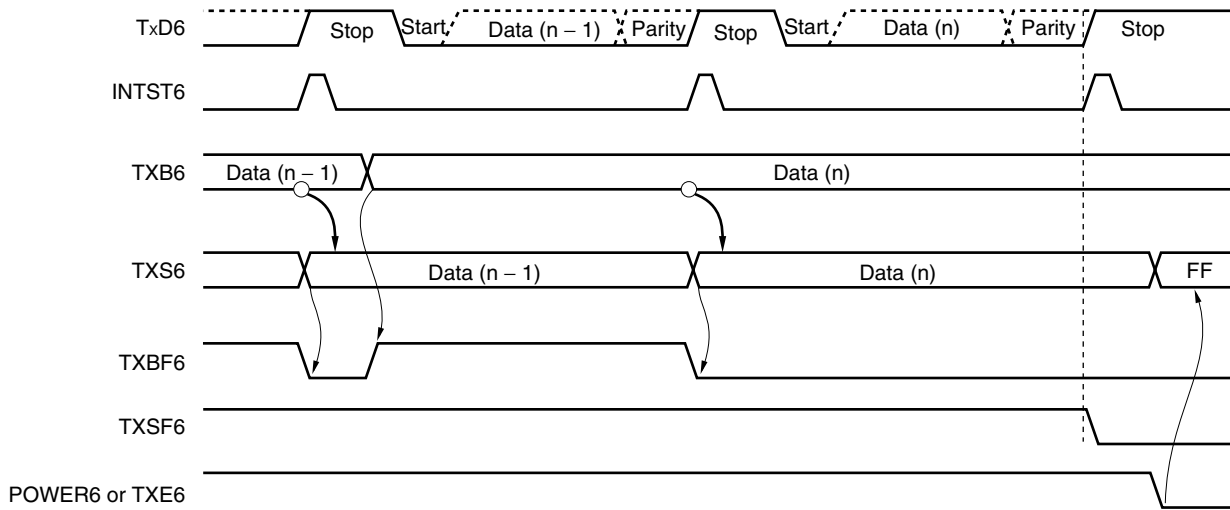 TxD6 Stop Start Data (n – 1) Parity Stop Start Data (n) Parity Stop
INTST6
TXB6 Data (n – 1) Data (n)
TXS6 Data (n – 1) Data (n) FF
TXBF6
TXSF6
POWER6 or TXE6